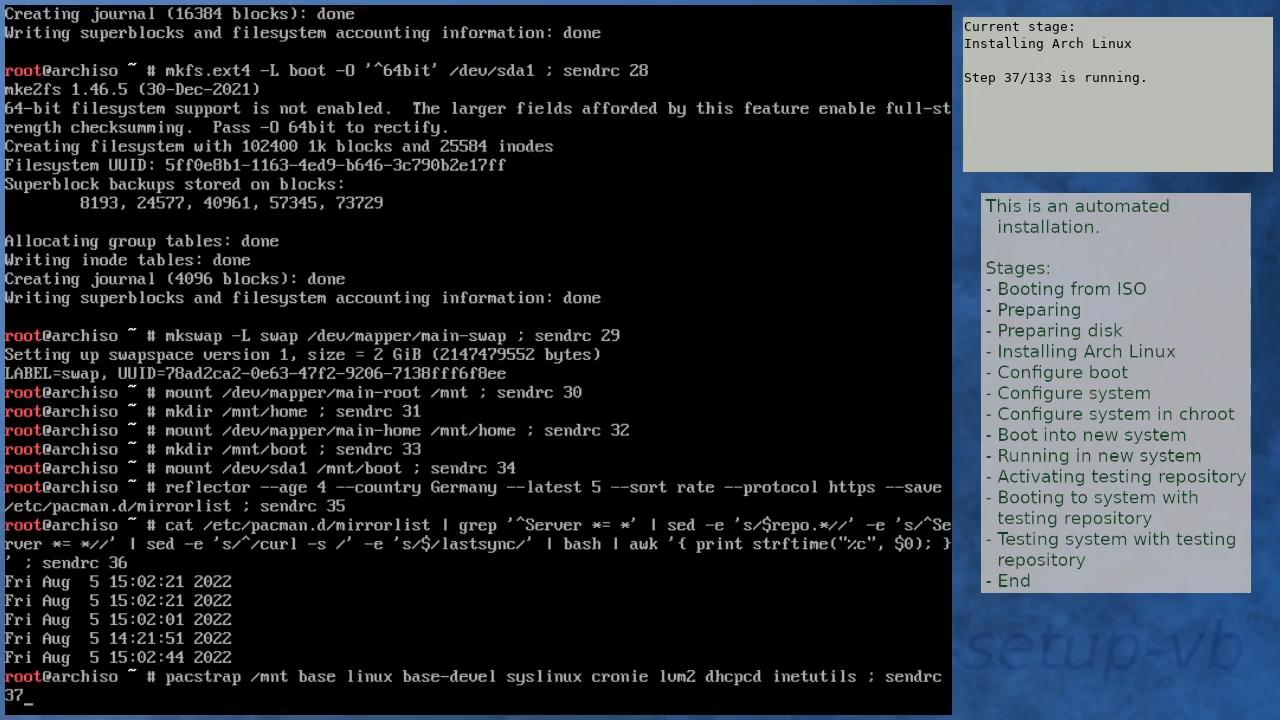 Creating journal (16384 blocks): done
Writing superblocks and filesystem accounting information: done
root@archiso ~ # mkfs.ext4 -L boot -O '^64bit' /dev/sda1 ; sendrc 28
mke2fs 1.46.5 (30-Dec-2021)
64-bit filesystem support is not enabled.  The larger fields afforded by this feature enable full-st
rength checksumming.  Pass -O 64bit to rectify.
Creating filesystem with 102400 1k blocks and 25584 inodes
Filesystem UUID: 5ff0e8b1-1163-4ed9-b646-3c790b2e17ff
Superblock backups stored on blocks:
        8193, 24577, 40961, 57345, 73729
Allocating group tables: done
Writing inode tables: done
Creating journal (4096 blocks): done
Writing superblocks and filesystem accounting information: done
root@archiso ~ # mkswap -L swap /dev/mapper/main-swap ; sendrc 29
Setting up swapspace version 1, size = 2 GiB (2147479552 bytes)
LABEL=swap, UUID=78ad2ca2-0e63-47f2-9206-7138fff6f8ee
root@archiso ~ # mount /dev/mapper/main-root /mnt ; sendrc 30
root@archiso ~ # mkdir /mnt/home ; sendrc 31
root@archiso ~ # mount /dev/mapper/main-home /mnt/home ; sendrc 32
root@archiso ~ # mkdir /mnt/boot ; sendrc 33
root@archiso ~ # mount /dev/sda1 /mnt/boot ; sendrc 34
root@archiso ~ # reflector --age 4 --country Germany --latest 5 --sort rate --protocol https --save
/etc/pacman.d/mirrorlist ; sendrc 35
root@archiso ~ # cat /etc/pacman.d/mirrorlist | grep '^Server *= *' | sed -e 's/$repo.*//' -e 's/^Se
rver *= *//' | sed -e 's/^/curl -s /' -e 's/$/lastsync/' | bash | awk '{ print strftime("%c", $0); }
'  ; sendrc 36
Fri Aug  5 15:02:21 2022
Fri Aug  5 15:02:21 2022
Fri Aug  5 15:02:01 2022
Fri Aug  5 14:21:51 2022
Fri Aug  5 15:02:44 2022
root@archiso ~ # pacstrap /mnt base linux base-devel syslinux cronie lvm2 dhcpcd inetutils ; sendrc
37_
Current stage:
Installing Arch Linux
Step 37/133 is running.
This is an automated
installation.
Stages:
- Booting from ISO
- Preparing
- Preparing disk
- Installing Arch Linux
- Configure boot
- Configure system
- Configure system in chroot
- Boot into new system
- Running in new system
- Activating testing repository
- Booting to system with
testing repository
- Testing system with testing
repository
- End
-setup-vb